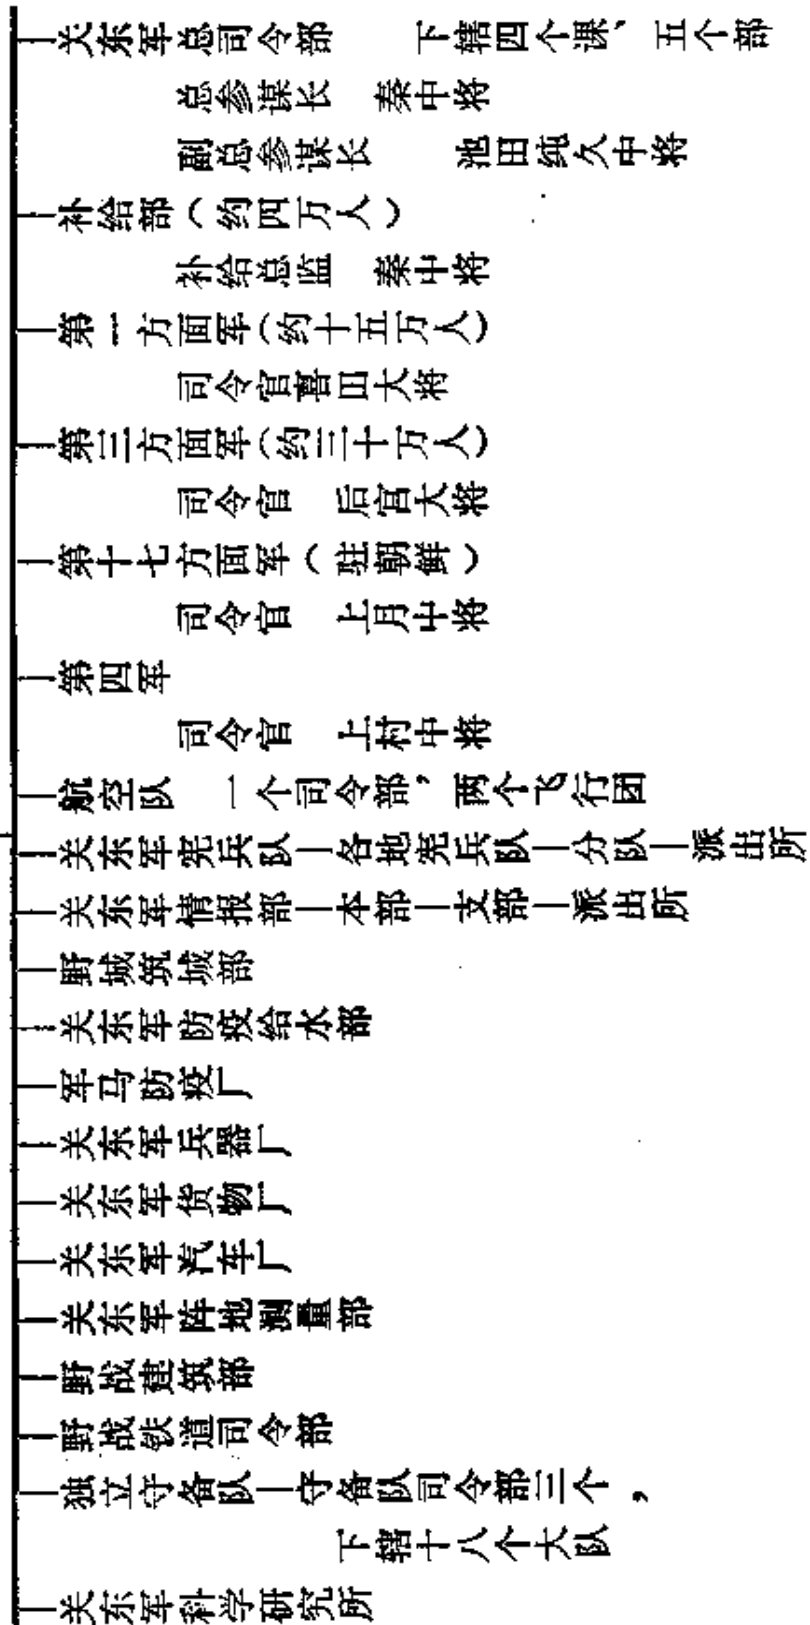 关东军总司令部 下辖四个课、五个部
总参谋长 秦中将
副总参谋长 池田纯久中将
补给部(约四万人)
补给总监 秦中将
第一方面军(约十五万人)
司令官喜田大将
第三方面军(约三十万人)
司令官 后宫大将
第十七方面军(驻朝鲜)
司令官 上月中将
第四军
司令官 上村中将
航空队 一个司令部,两个飞行团
关东军宪兵队—各地宪兵队—分队—派出所
关东军情报部—本部—支部—派出所
野城筑城部
关东军防疫给水部
军马防疫厂
关东军兵器厂
关东军货物厂
关东军汽车厂
关东军阵地测量部
野战建筑部
野战铁道司令部
独立守备队—守备队司令部三个,
下辖十八个大队
关东军科学研究所